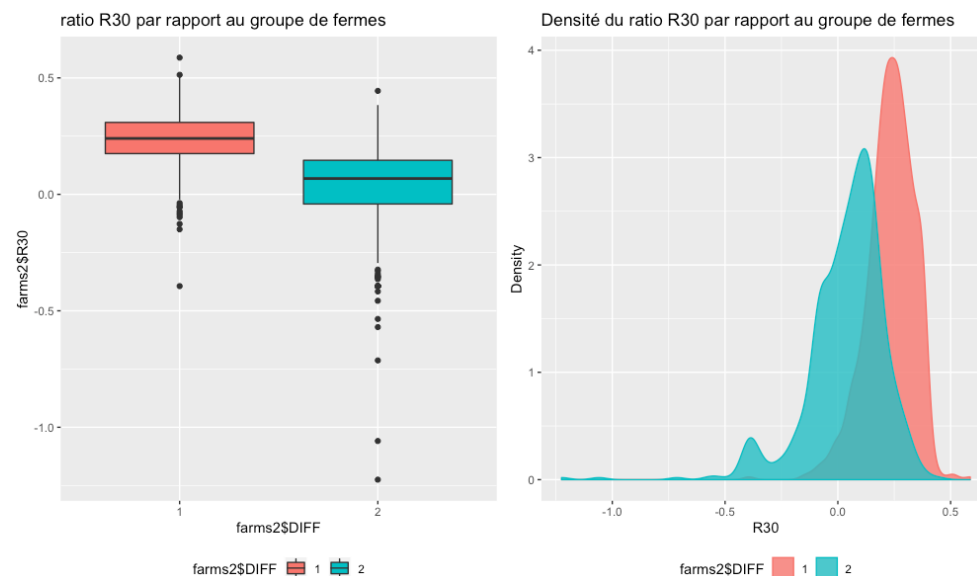 ratio R30 par rapport au groupe de fermes
0.5
0.0
-0.5
-1.0
farms2$R30
1
2
farms2$DIFF
farms2$DIFF 1 2
Densité du ratio R30 par rapport au groupe de fermes
4
3
2
1
0
Density
-1.0
-0.5
0.0
0.5
R30
farms2$DIFF 1 2